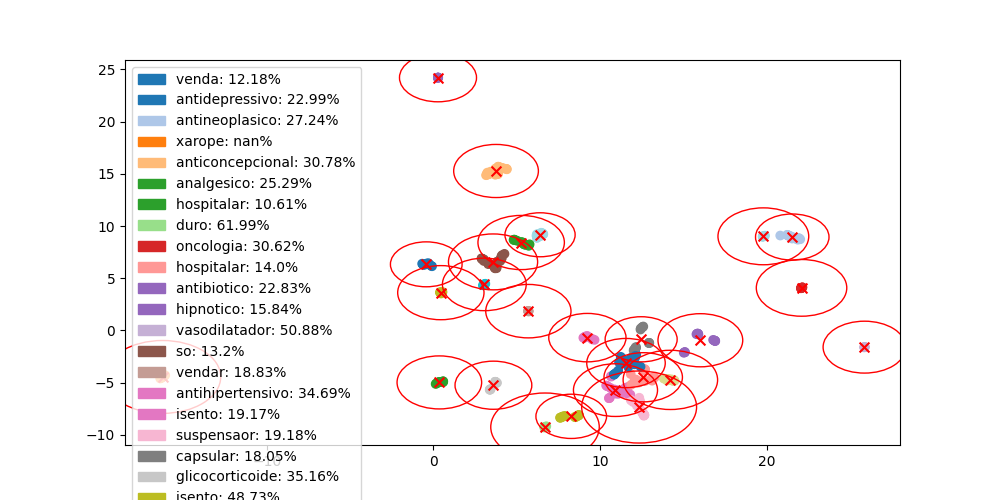 25
20
15
10
5
0
−5
−10
venda: 12.18%
antidepressivo: 22.99%
antineoplasico: 27.24%
xarope: nan%
anticoncepcional: 30.78%
analgesico: 25.29%
hospitalar: 10.61%
duro: 61.99%
oncologia: 30.62%
hospitalar: 14.0%
antibiotico: 22.83%
hipnotico: 15.84%
vasodilatador: 50.88%
so: 13.2%
vendar: 18.83%
antihipertensivo: 34.69%
isento: 19.17%
suspensaor: 19.18%
capsular: 18.05%
glicocorticoide: 35.16%
isento: 48.73%
−10 0 10 20